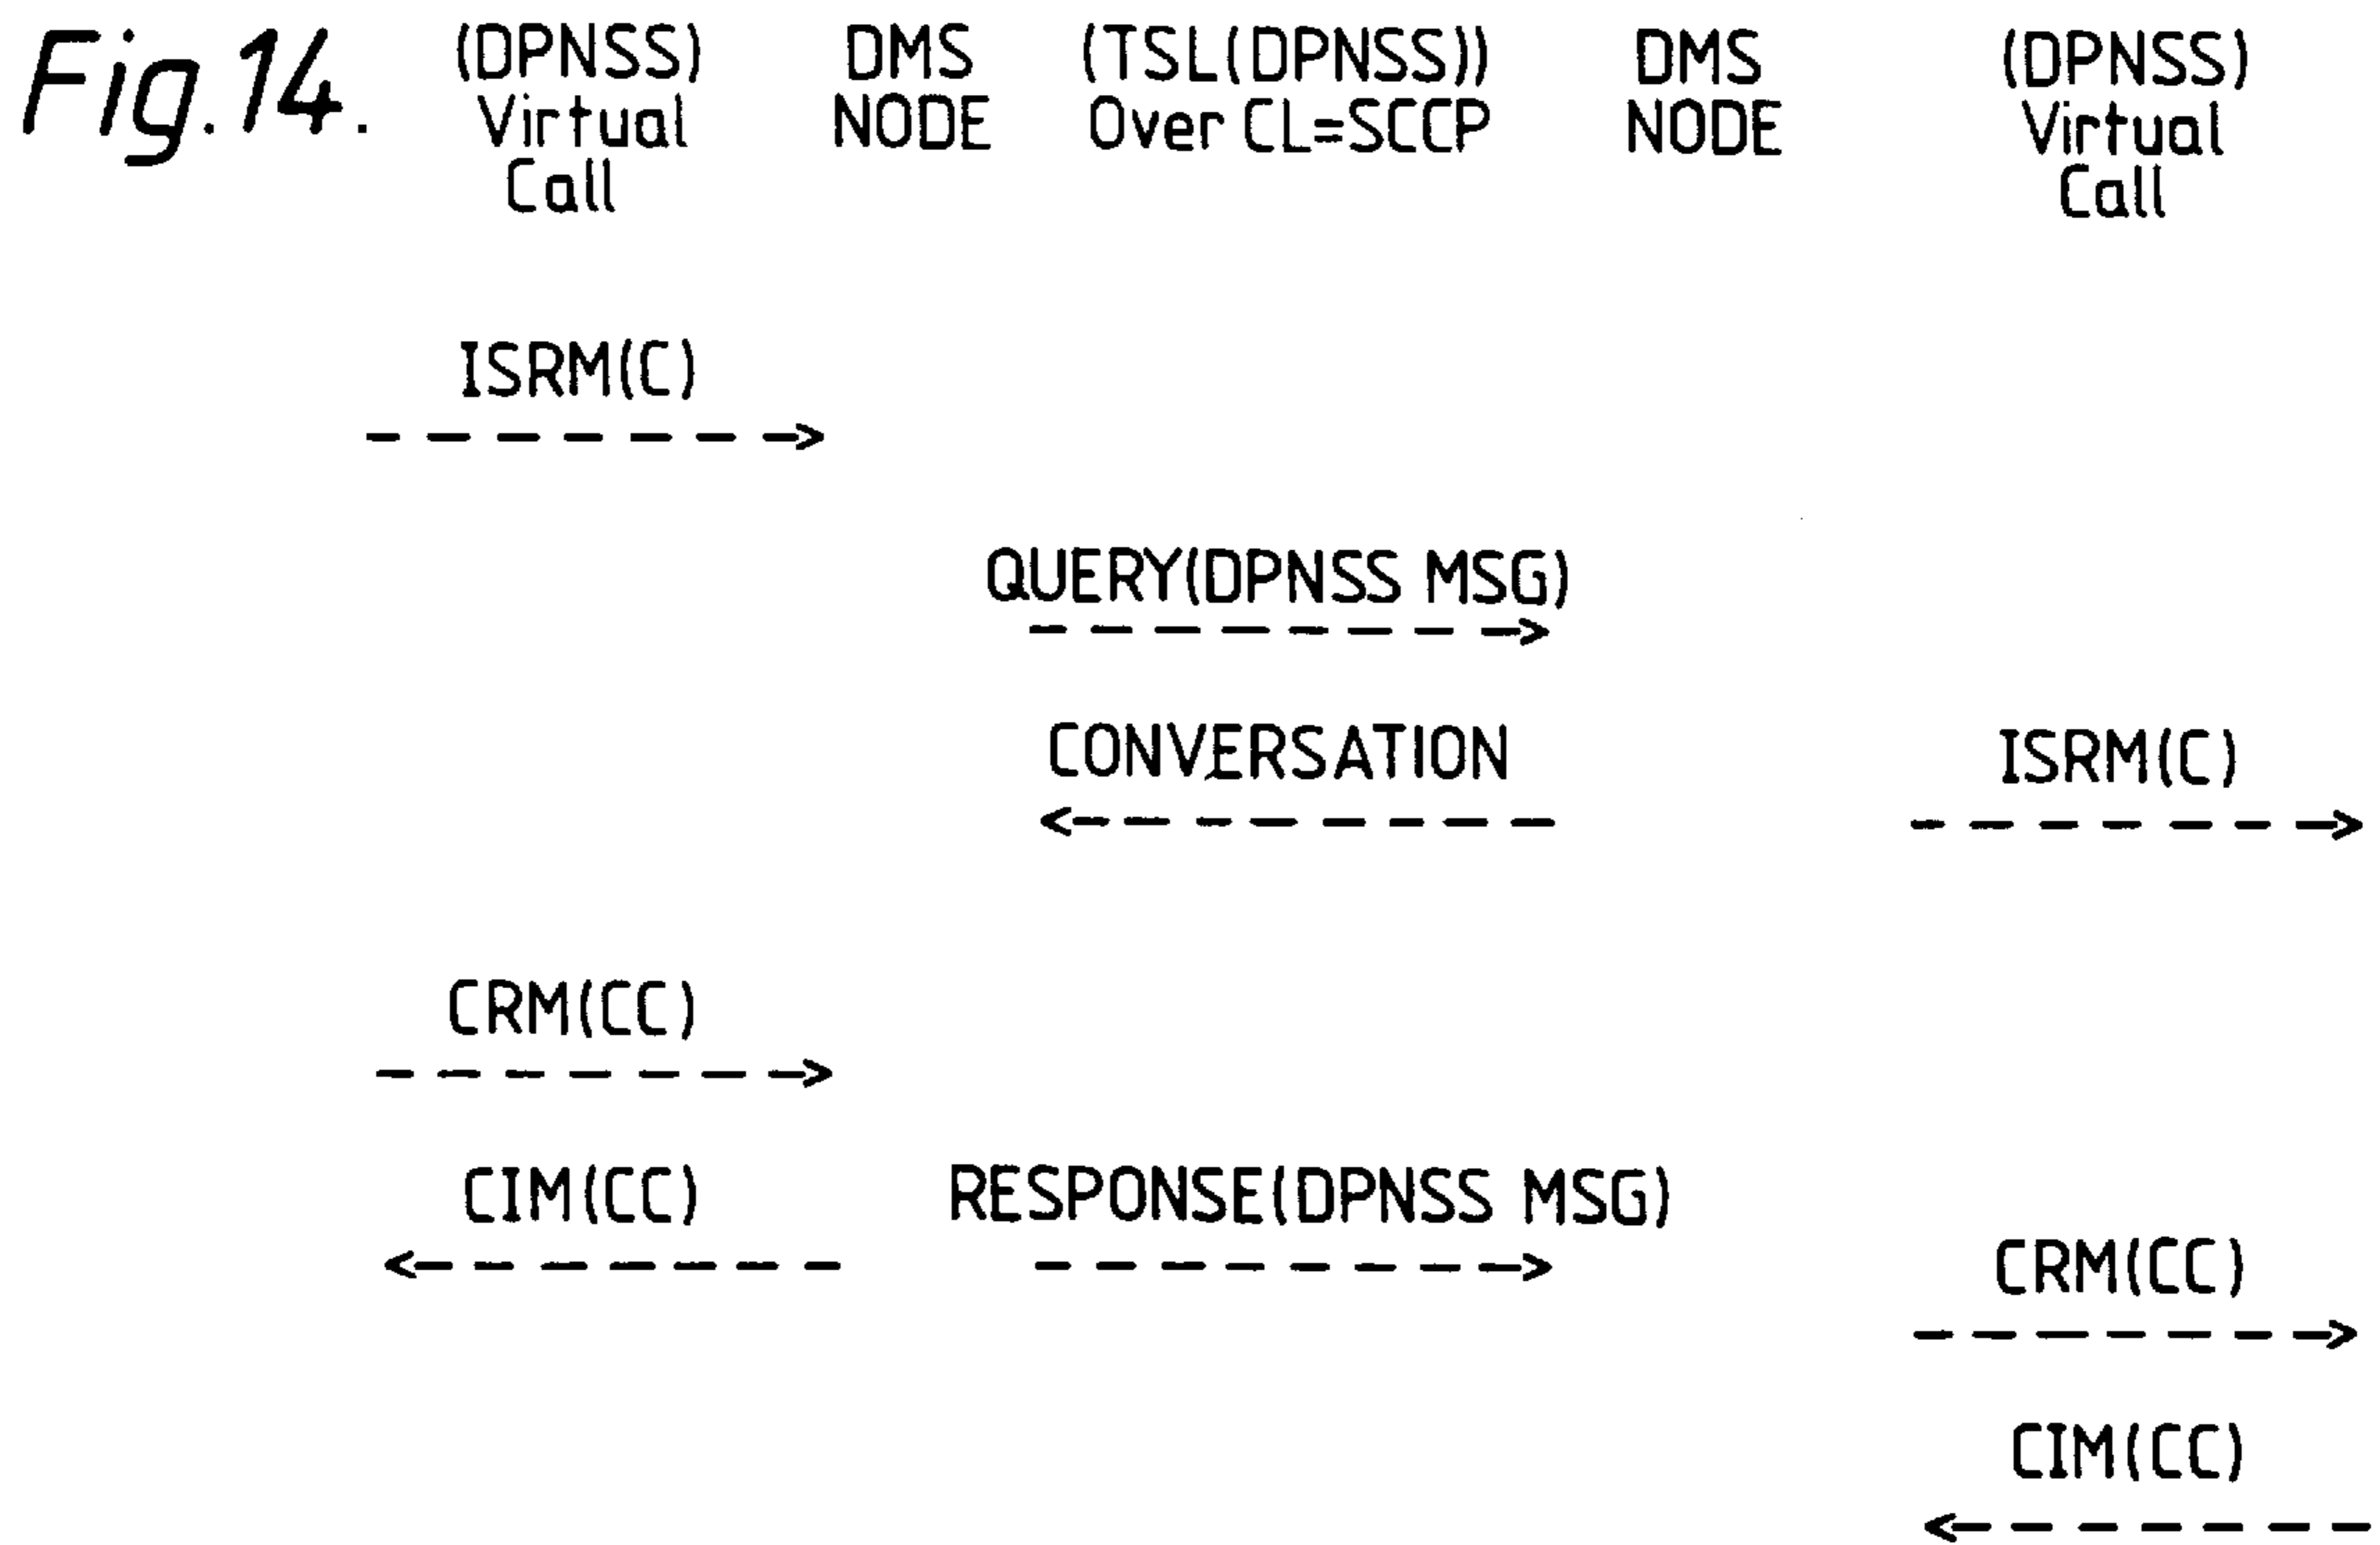 Fig.14.
(DPNSS)
Virtual
Call
DMS
NODE
(TSL(DPNSS))
Over CL=SCCP
DMS
NODE
(DPNSS)
Virtual
Call
ISRM(C)
QUERY(DPNSS MSG)
CONVERSATION
ISRM(C)
CRM(CC)
CIM(CC)
RESPONSE(DPNSS MSG)
CRM(CC)
CIM(CC)